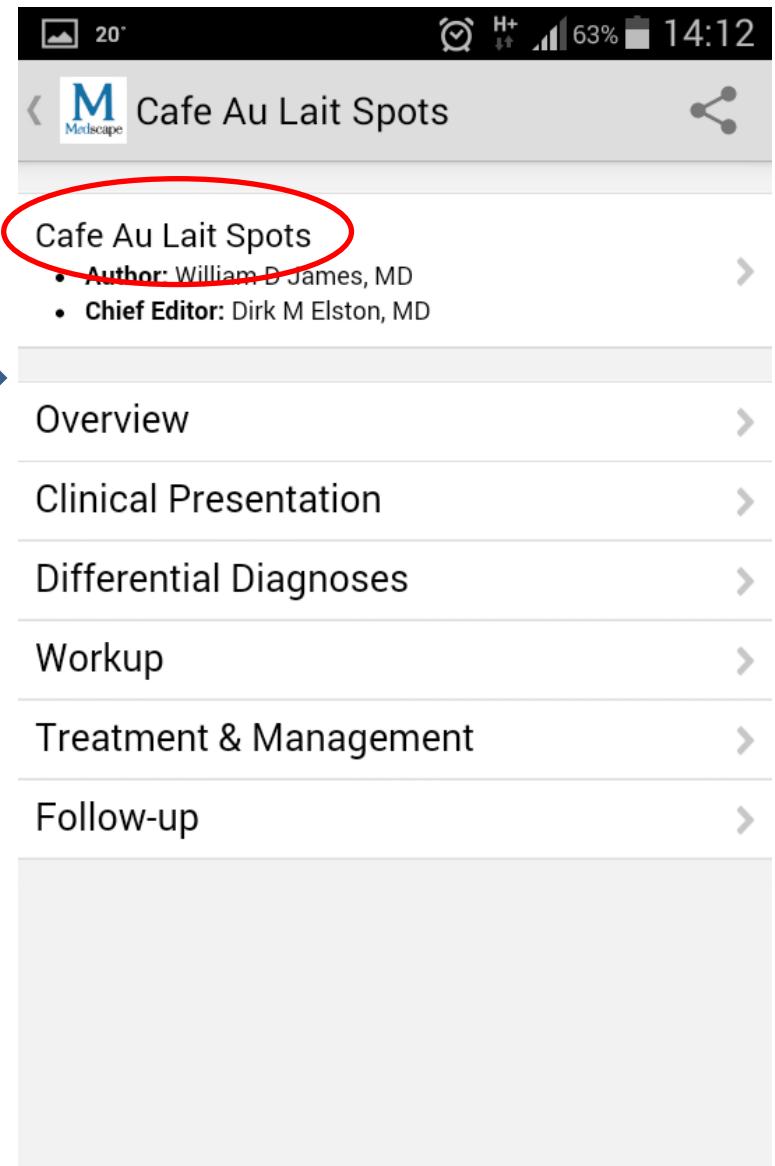 20° H+ 63% 14:12
M Medscape Cafe Au Lait Spots
Cafe Au Lait Spots
• Author: William D James, MD
• Chief Editor: Dirk M Elston, MD
Overview
Clinical Presentation
Differential Diagnoses
Workup
Treatment & Management
Follow-up